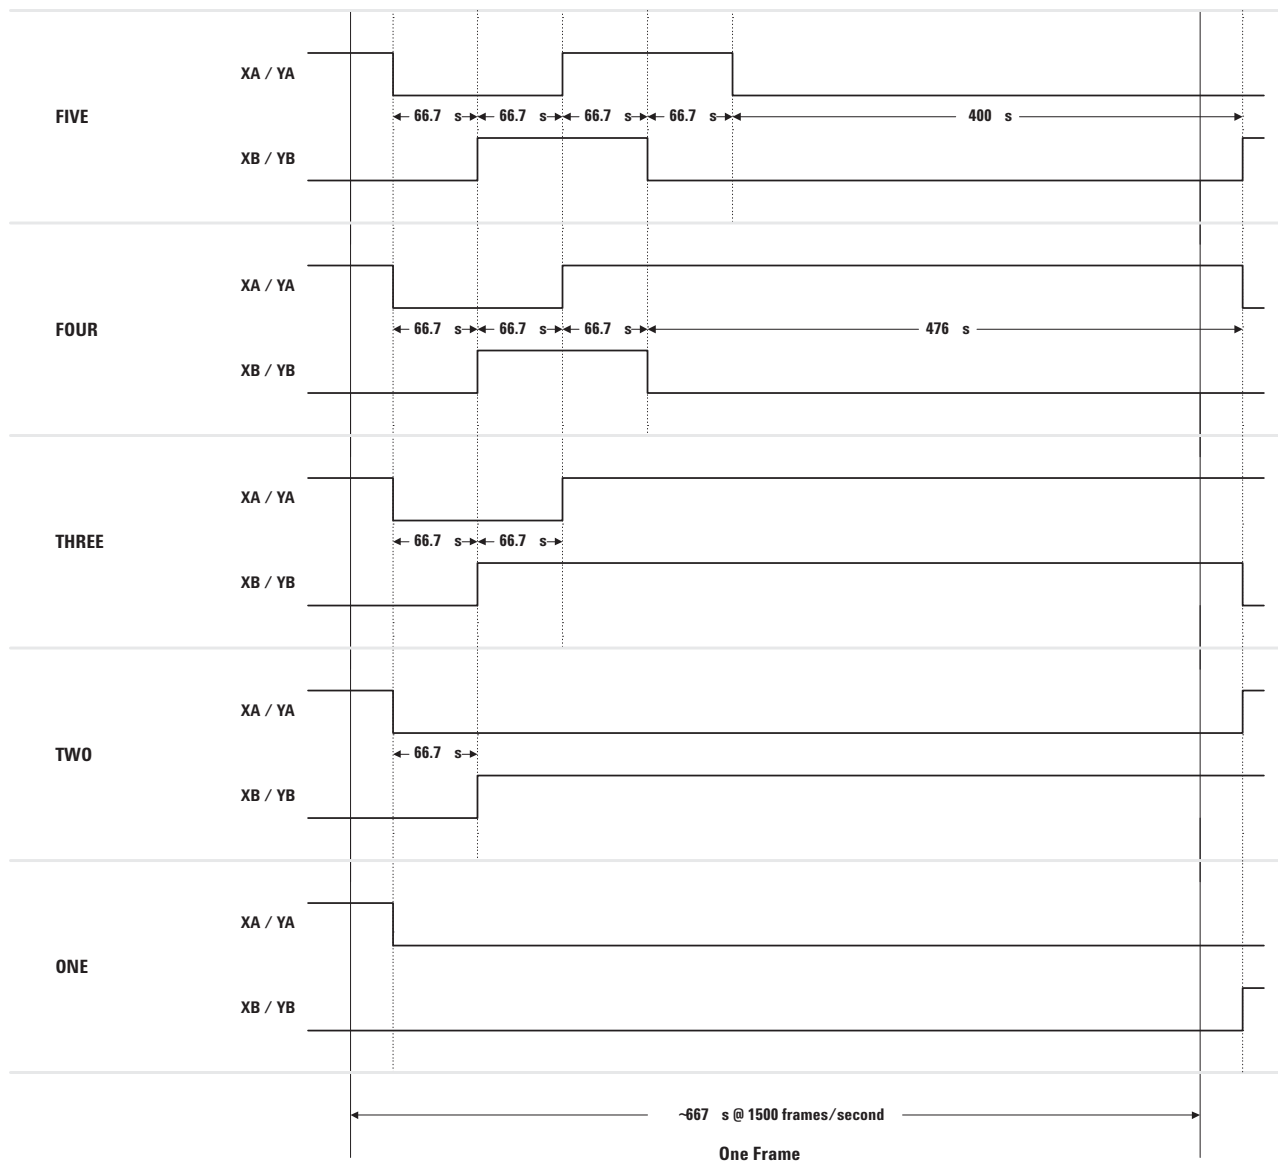 XA / YA
FIVE
66.7 s 66.7 s 66.7 s 66.7 s 400 s
XB / YB
XA / YA
FOUR
66.7 s 66.7 s 66.7 s 476 s
XB / YB
XA / YA
THREE
66.7 s 66.7 s
XB / YB
XA / YA
TWO
66.7 s
XB / YB
XA / YA
ONE
XB / YB
~667 s @ 1500 frames/second
One Frame